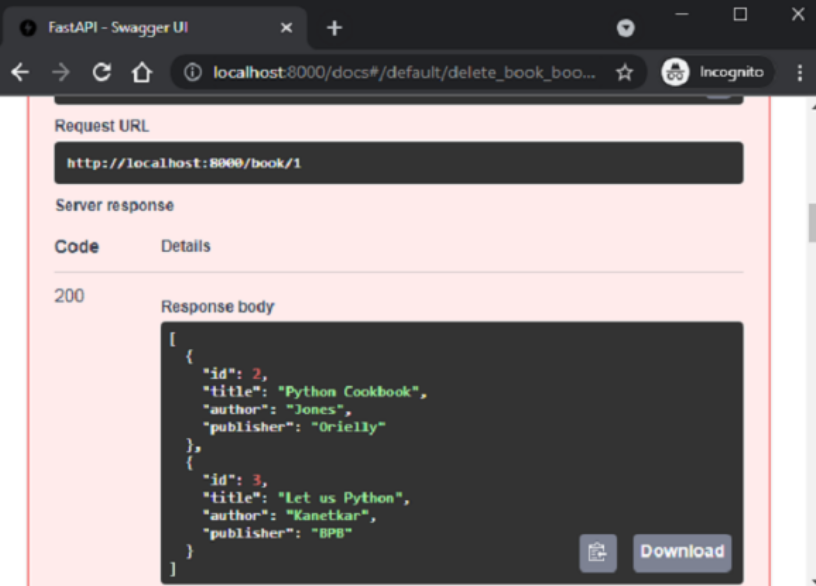 FastAPI - Swagger UI
localhost:8000/docs#/default/delete_book_boo...
Incognito
Request URL
http://localhost:8000/book/1
Server response
Code Details
200
Response body
[
{
"id": 2,
"title": "Python Cookbook",
"author": "Jones",
"publisher": "Orielly"
},
{
"id": 3,
"title": "Let us Python",
"author": "Kanetkar",
"publisher": "BPB"
}
]
Download